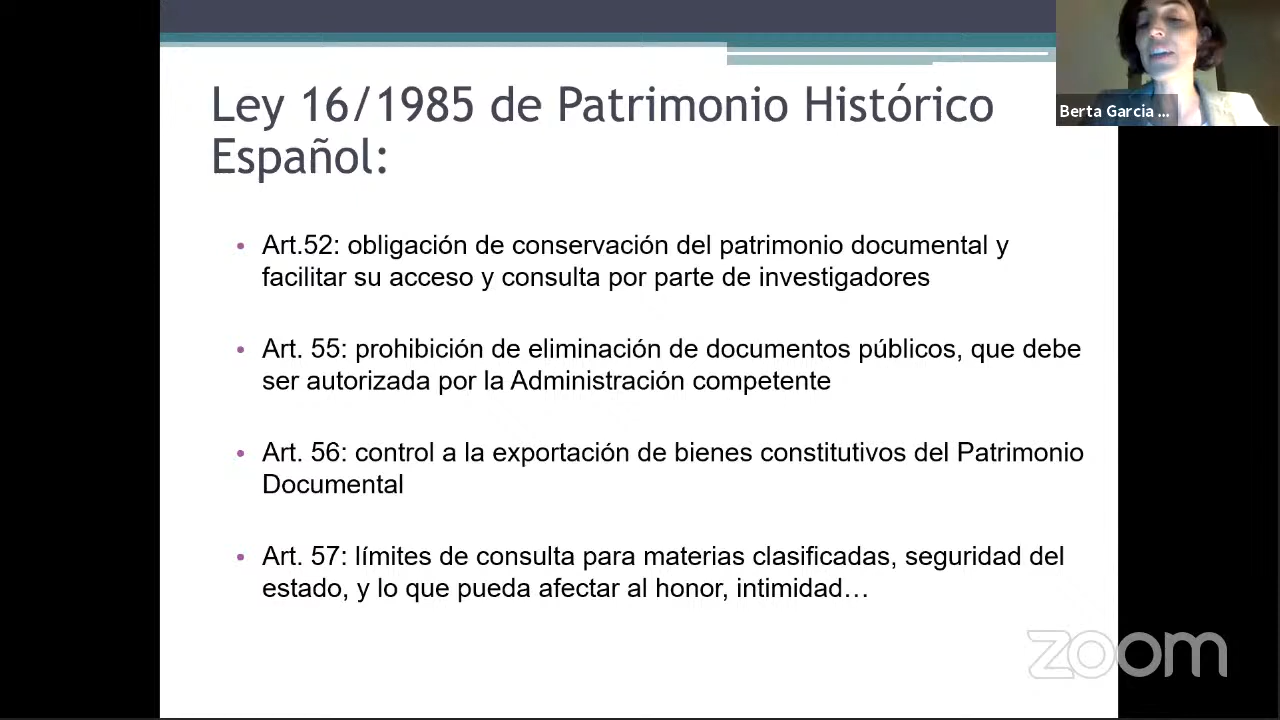 Ley 16/1985 de Patrimonio Histórico
Español:
Berta Garcia ...
• Art.52: obligación de conservación del patrimonio documental y
facilitar su acceso y consulta por parte de investigadores
• Art. 55: prohibición de eliminación de documentos públicos, que debe
ser autorizada por la Administración competente
• Art. 56: control a la exportación de bienes constitutivos del Patrimonio
Documental
• Art. 57: límites de consulta para materias clasificadas, seguridad del
estado, y lo que pueda afectar al honor, intimidad…
zoom